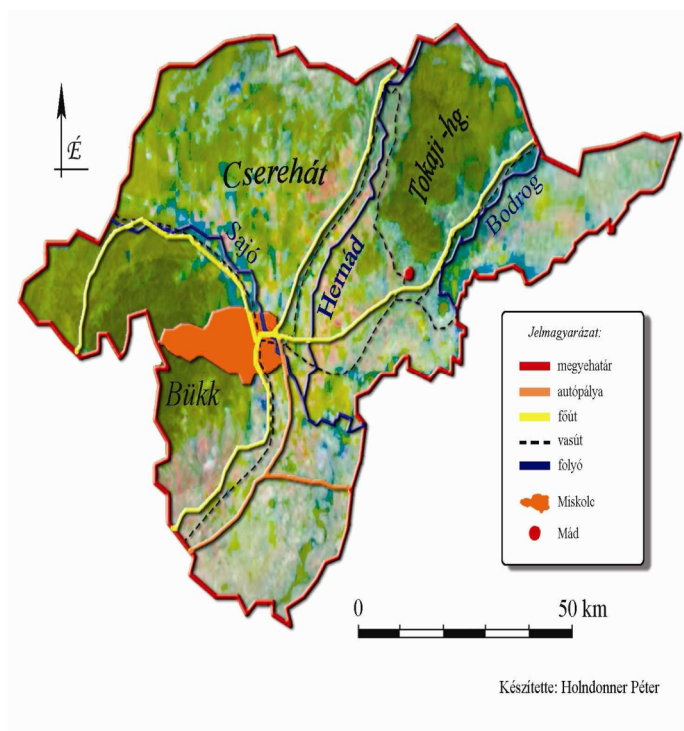 É
Cserehát
Tokaji -hg.
Sajó
Hernád
Bodrog
Bükk
Jelmagyarázat:
megyehatár
autópálya
főút
vasút
folyó
Miskolc
Mád
0 50 km
Készítette: Holndonner Péter